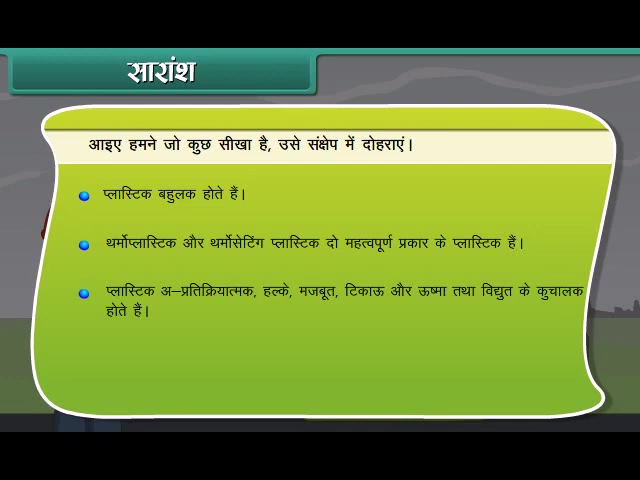 सारांश
आइए हमने जो कुछ सीखा है, उसे संक्षेप में दोहराएं।
प्लास्टिक बहुलक होते हैं।
थर्मोप्लास्टिक और थर्मोसेटिंग प्लास्टिक दो महत्वपूर्ण प्रकार के प्लास्टिक हैं।
प्लास्टिक अ–प्रतिक्रियात्मक, हल्के, मजबूत, टिकाऊ और ऊष्मा तथा विद्युत के कुचालक
होते हैं।